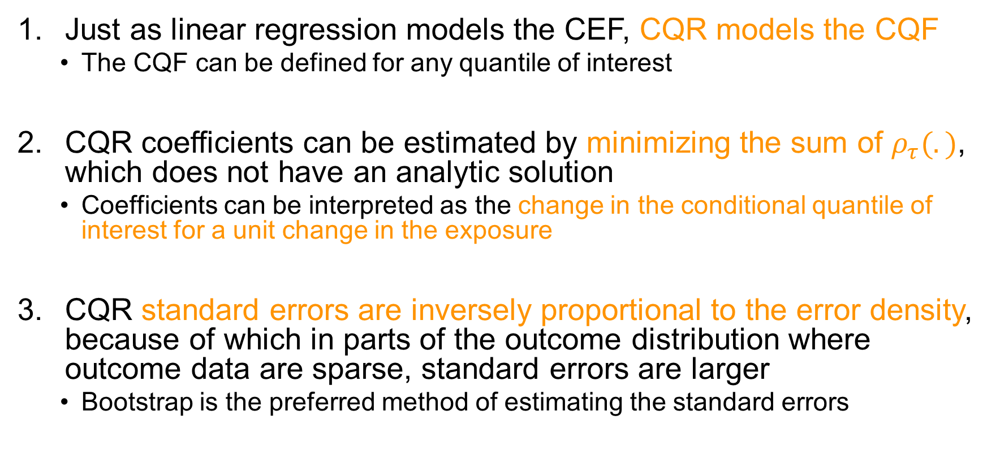 1. Just as linear regression models the CEF, CQR models the CQF
• The CQF can be defined for any quantile of interest
2. CQR coefficients can be estimated by minimizing the sum of ρτ(.),
which does not have an analytic solution
• Coefficients can be interpreted as the change in the conditional quantile of
interest for a unit change in the exposure
3. CQR standard errors are inversely proportional to the error density,
because of which in parts of the outcome distribution where
outcome data are sparse, standard errors are larger
• Bootstrap is the preferred method of estimating the standard errors